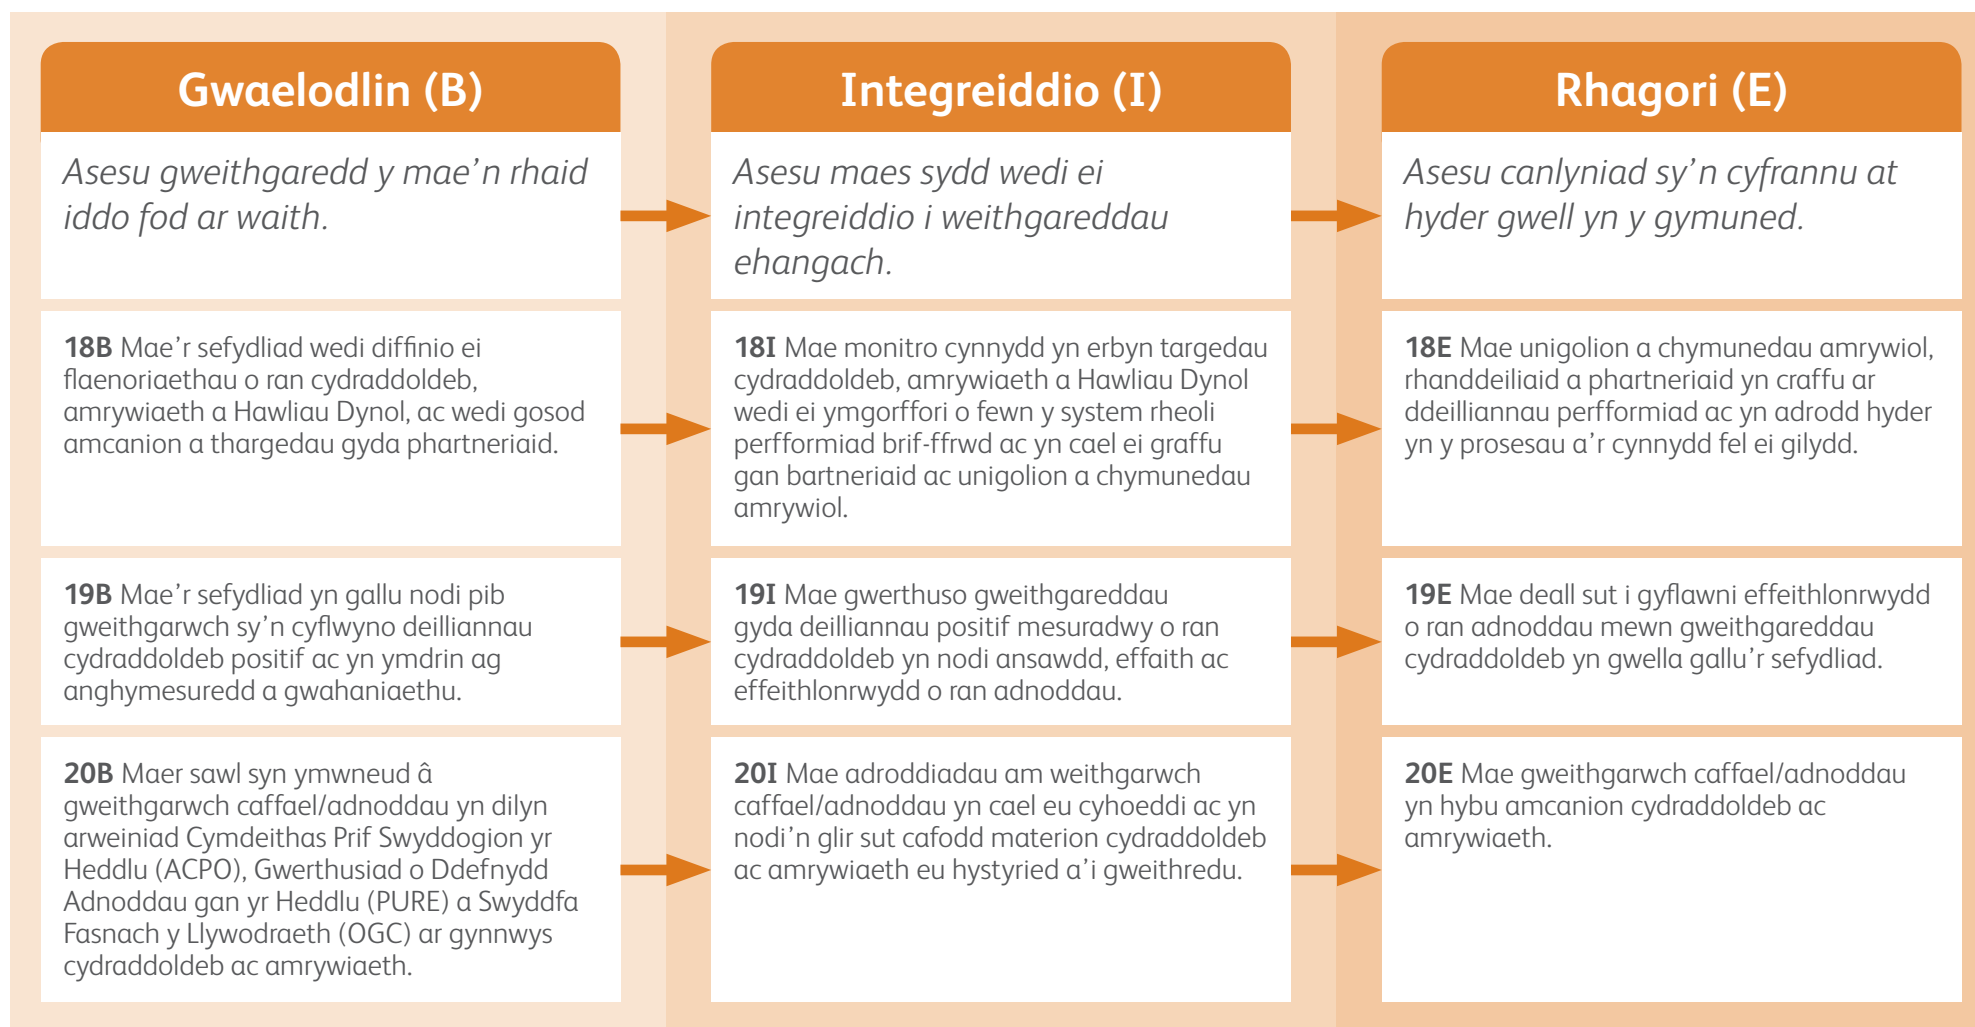 Gwaelodlin (B)
Asesu gweithgaredd y mae'n rhaid
iddo fod ar waith.
Integreiddio (I)
Asesu maes sydd wedi ei
integreiddio i weithgareddau
ehangach.
Rhagori (E)
Asesu canlyniad sy'n cyfrannu at
hyder gwell yn y gymuned.
18B Mae'r sefydliad wedi diffinio ei
flaenoriaethau o ran cydraddoldeb,
amrywiaeth a Hawliau Dynol, ac wedi gosod
amcanion a thargedau gyda phartneriaid.
18I Mae monitro cynnydd yn erbyn targedau
cydraddoldeb, amrywiaeth a Hawliau Dynol
wedi ei ymgorffori o fewn y system rheoli
perfformiad brif-ffrwd ac yn cael ei graffu
gan bartneriaid ac unigolion a chymunedau
amrywiol.
18E Mae unigolion a chymunedau amrywiol,
rhanddeiliaid a phartneriaid yn craffu ar
ddeilliannau perfformiad ac yn adrodd hyder
yn y prosesau a'r cynnydd fel ei gilydd.
19B Mae'r sefydliad yn gallu nodi pib
gweithgarwch sy'n cyflwyno deilliannau
cydraddoldeb positif ac yn ymdrin ag
anghymesuredd a gwahaniaethu.
19I Mae gwerthuso gweithgareddau
gyda deilliannau positif mesuradwy o ran
cydraddoldeb yn nodi ansawdd, effaith ac
effeithlonrwydd o ran adnoddau.
19E Mae deall sut i gyflawni effeithlonrwydd
o ran adnoddau mewn gweithgareddau
cydraddoldeb yn gwella gallu'r sefydliad.
20B Maer sawl syn ymwneud â
gweithgarwch caffael/adnoddau yn dilyn
arweiniad Cymdeithas Prif Swyddogion yr
Heddlu (ACPO), Gwerthusiad o Ddefnydd
Adnoddau gan yr Heddlu (PURE) a Swyddfa
Fasnach y Llywodraeth (OGC) ar gynnwys
cydraddoldeb ac amrywiaeth.
20I Mae adroddiadau am weithgarwch
caffael/adnoddau yn cael eu cyhoeddi ac yn
nodi'n glir sut cafodd materion cydraddoldeb
ac amrywiaeth eu hystyried a'i gweithredu.
20E Mae gweithgarwch caffael/adnoddau
yn hybu amcanion cydraddoldeb ac
amrywiaeth.